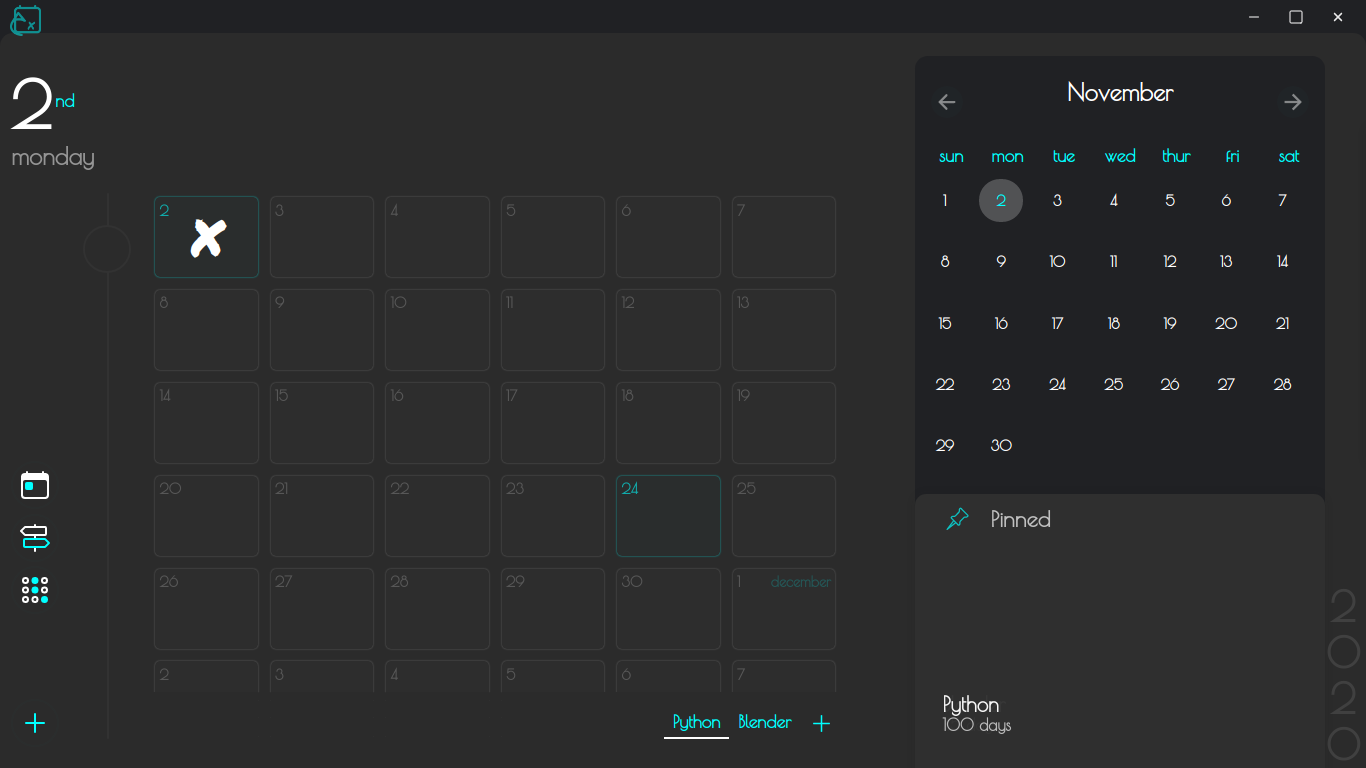 2nd
monday
2 3 4 5 6 7
8 9 10 11 12 13
14 15 16 17 18 19
20 21 22 23 24 25
26 27 28 29 30 1 december
2 3 4 5 6 7
Python Blender
November
sun mon tue wed thur fri sat
1 2 3 4 5 6 7
8 9 10 11 12 13 14
15 16 17 18 19 20 21
22 23 24 25 26 27 28
29 30
Pinned
Python
100 days
2
0
2
0